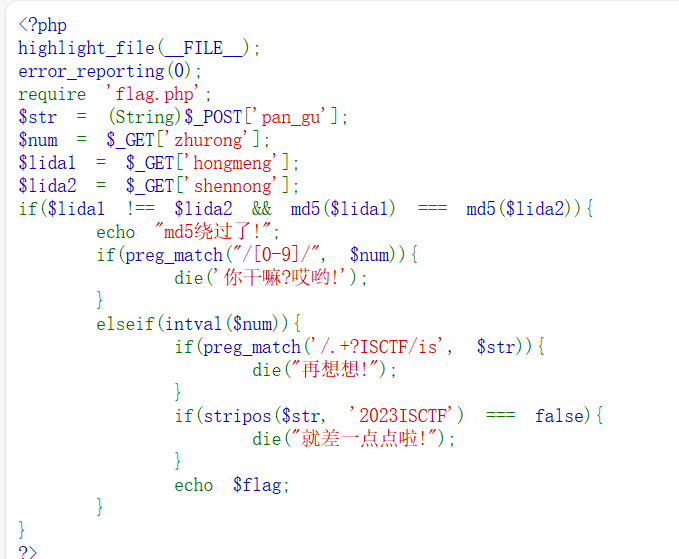 <?php
highlight_file(__FILE__);
error_reporting(0);
require 'flag.php';
$str = (String)$_POST['pan_gu'];
$num = $_GET['zhurong'];
$lida1 = $_GET['hongmeng'];
$lida2 = $_GET['shennong'];
if($lida1 !== $lida2 && md5($lida1) === md5($lida2)){
        echo "md5绕过了!";
        if(preg_match("/[0-9]/", $num)){
                die('你干嘛?哎哟!');
        }
        elseif(intval($num)){
                if(preg_match('/.+?ISCTF/is', $str)){
                        die("再想想!");
                }
                if(stripos($str, '2023ISCTF') === false){
                        die("就差一点点啦!");
                }
                echo $flag;
        }
}
?>